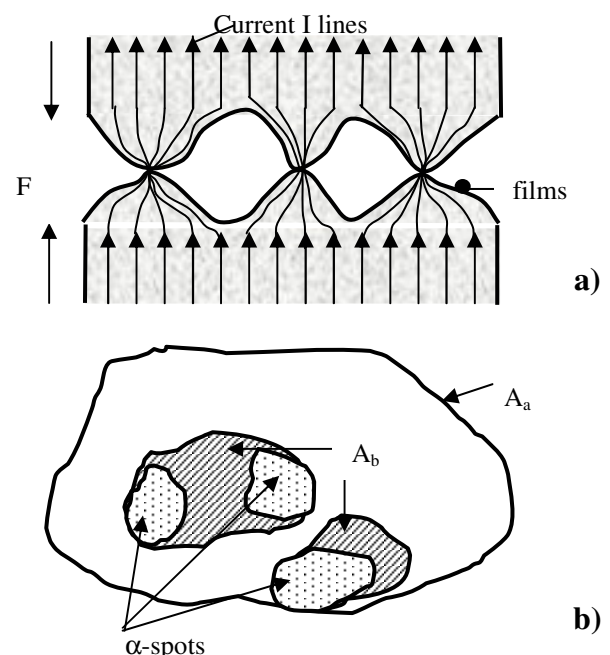 Current I lines
F
films
a)
Aa
Ab
α-spots
b)